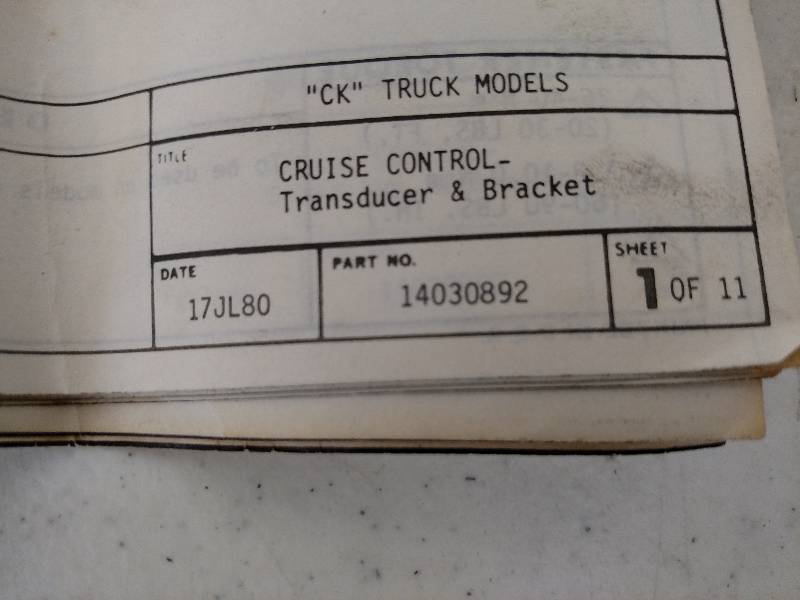 "CK" TRUCK MODELS
TITLE
CRUISE CONTROL-
Transducer & Bracket
DATE
17JL80
PART NO.
14030892
SHEET
1 OF 11